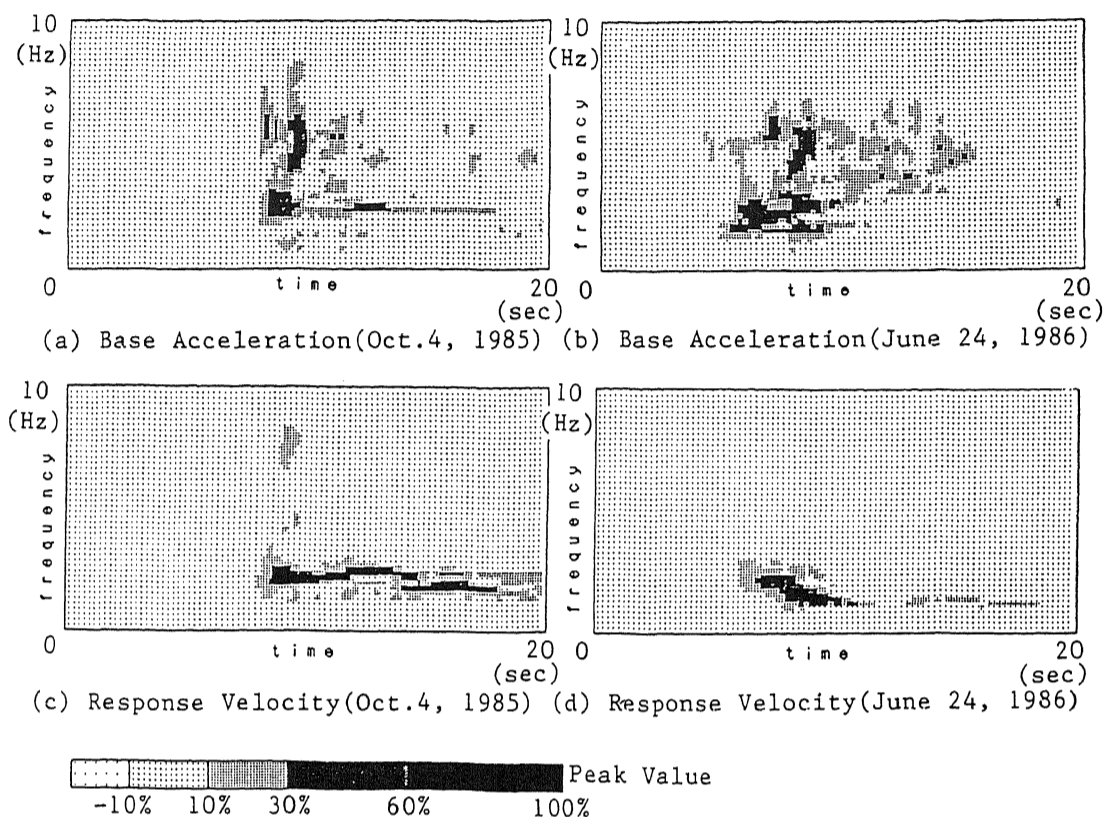 10
(Hz)
frequency
0
time
20
(sec)
(a) Base Acceleration(Oct.4, 1985)
10
(Hz)
frequency
0
time
20
(sec)
(b) Base Acceleration(June 24, 1986)
10
(Hz)
frequency
0
time
20
(sec)
(c) Response Velocity(Oct.4, 1985)
10
(Hz)
frequency
0
time
20
(sec)
(d) Response Velocity(June 24, 1986)
Peak Value
-10% 10% 30% 60% 100%